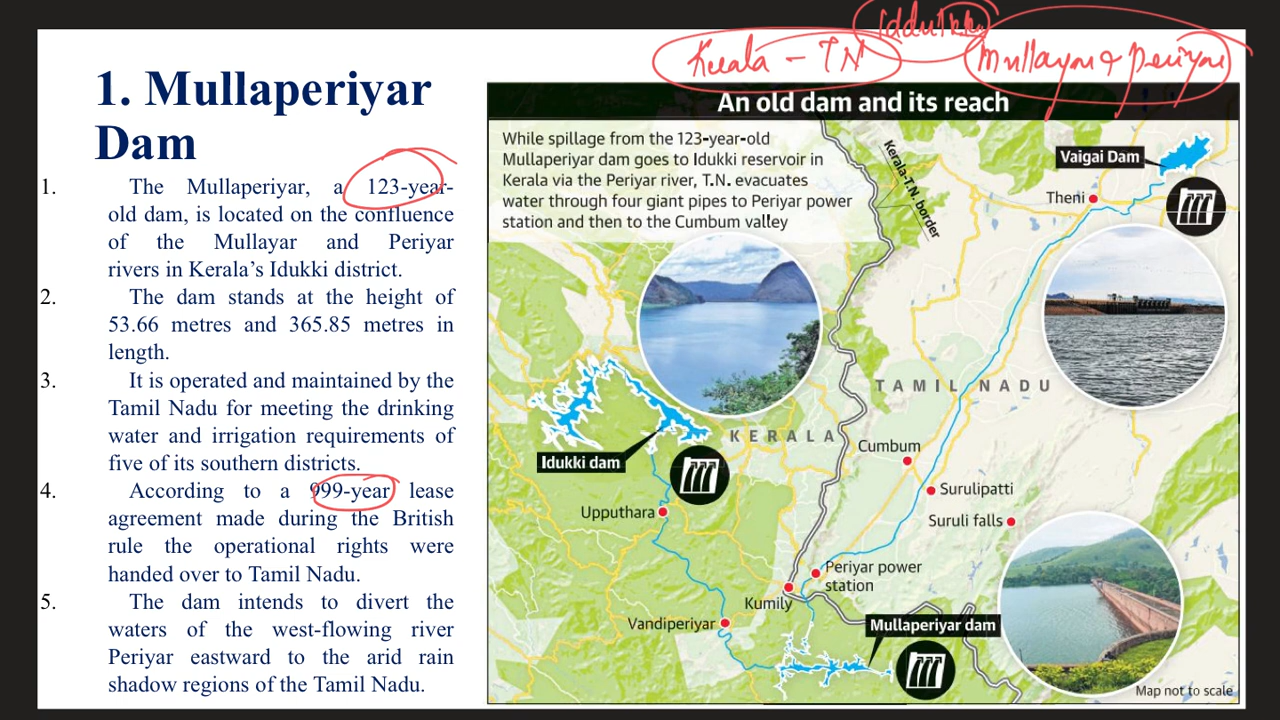 Idduki
Kerala - TN
Mullayar & Periyar
1. Mullaperiyar
Dam
1. The Mullaperiyar, a 123-year-
old dam, is located on the confluence
of the Mullayar and Periyar
rivers in Kerala's Idukki district.
2. The dam stands at the height of
53.66 metres and 365.85 metres in
length.
3. It is operated and maintained by the
Tamil Nadu for meeting the drinking
water and irrigation requirements of
five of its southern districts.
4. According to a 999-year lease
agreement made during the British
rule the operational rights were
handed over to Tamil Nadu.
5. The dam intends to divert the
waters of the west-flowing river
Periyar eastward to the arid rain
shadow regions of the Tamil Nadu.
An old dam and its reach
While spillage from the 123-year-old
Mullaperiyar dam goes to Idukki reservoir in
Kerala via the Periyar river, T.N. evacuates
water through four giant pipes to Periyar power
station and then to the Cumbum valley
Kerala-T.N. border
Vaigai Dam
Theni
TAMIL NADU
KERALA
Cumbum
Idukki dam
Surulipatti
Upputhara
Suruli falls
Periyar power
station
Kumily
Vandiperiyar
Mullaperiyar dam
Map not to scale